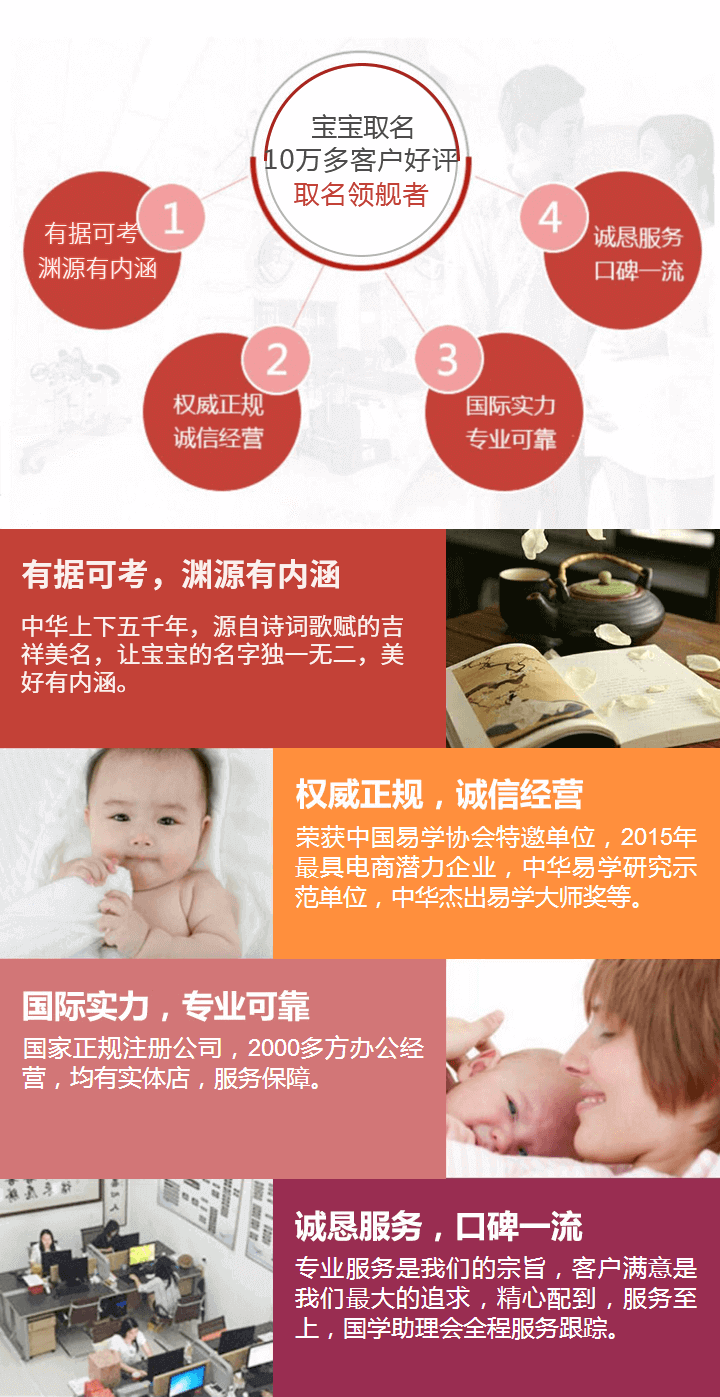 宝宝取名
10万多客户好评
取名领舰者
1
有据可考
渊源有内涵
2
权威正规
诚信经营
3
国际实力
专业可靠
4
诚恳服务
口碑一流
有据可考，渊源有内涵
中华上下五千年，源自诗词歌赋的吉
祥美名，让宝宝的名字独一无二，美
好有内涵。
权威正规，诚信经营
荣获中国易学协会特邀单位，2015年
最具电商潜力企业，中华易学研究示
范单位，中华杰出易学大师奖等。
国际实力，专业可靠
国家正规注册公司，2000多方办公经
营，均有实体店，服务保障。
诚恳服务，口碑一流
专业服务是我们的宗旨，客户满意是
我们最大的追求，精心配到，服务至
上，国学助理会全程服务跟踪。